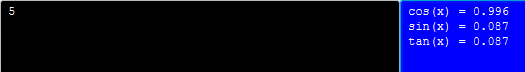 5
cos(x) = 0.996
sin(x) = 0.087
tan(x) = 0.087